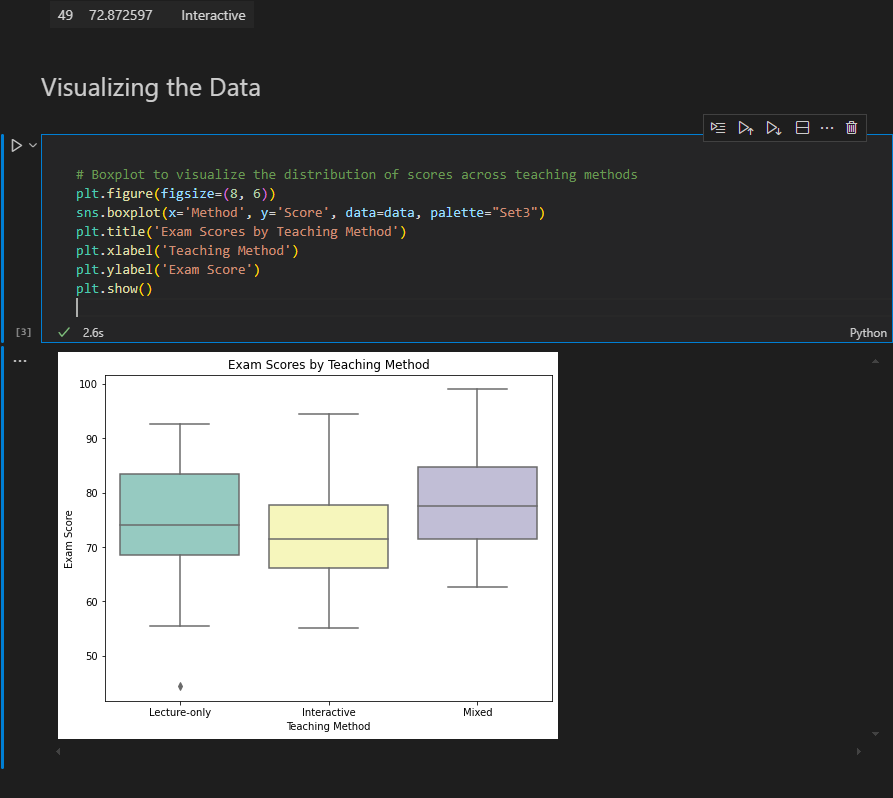 49 72.872597 Interactive
Visualizing the Data
# Boxplot to visualize the distribution of scores across teaching methods
plt.figure(figsize=(8, 6))
sns.boxplot(x='Method', y='Score', data=data, palette="Set3")
plt.title('Exam Scores by Teaching Method')
plt.xlabel('Teaching Method')
plt.ylabel('Exam Score')
plt.show()
[3] 2.6s Python
Exam Scores by Teaching Method
100
90
80
70
60
50
Exam Score
Lecture-only Interactive Mixed
Teaching Method